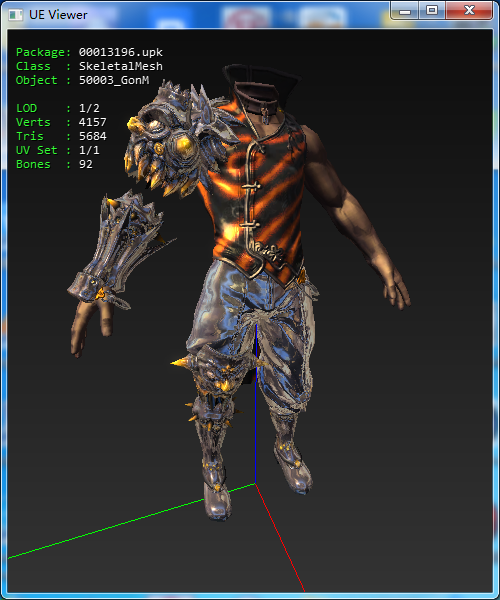 UE Viewer
Package: 00013196.upk
Class : SkeletalMesh
Object : 50003_GonM
LOD : 1/2
Verts : 4157
Tris : 5684
UV Set : 1/1
Bones : 92